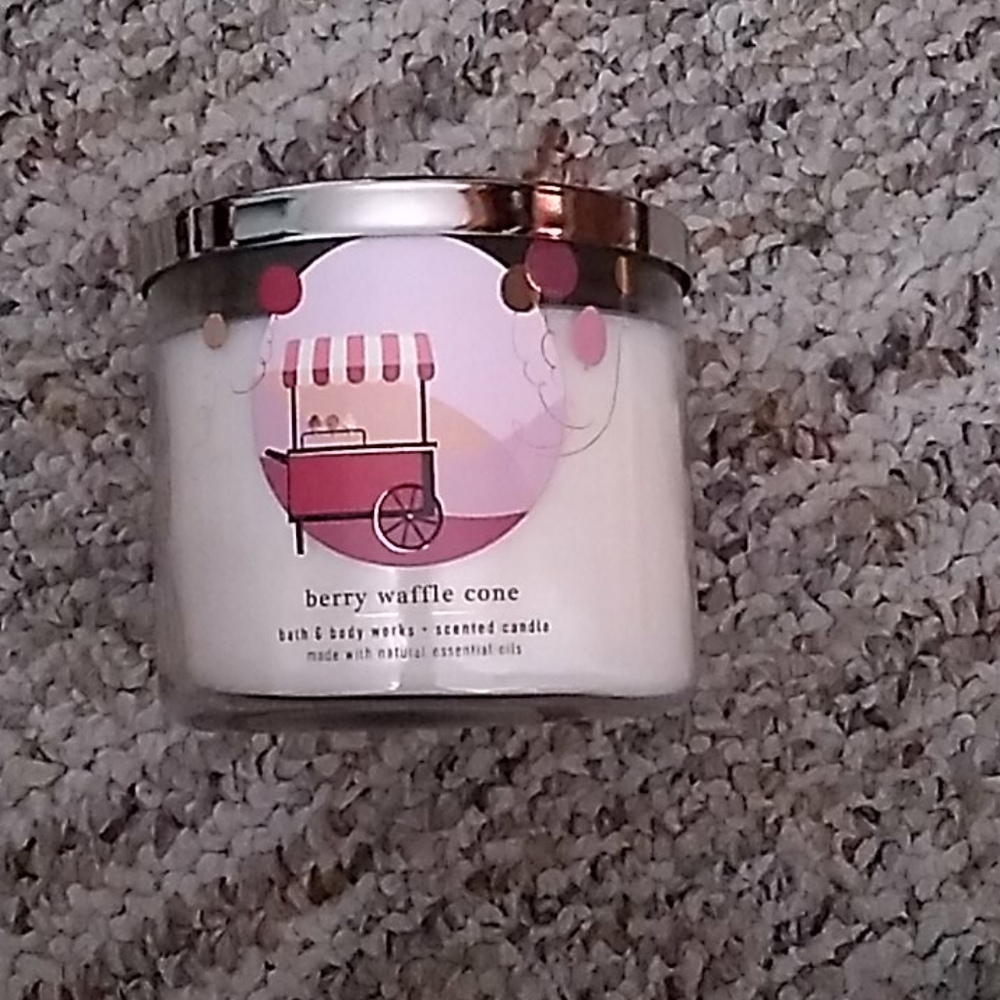 berry waffle cone
bath & body works - scented candle
made with natural essential oils